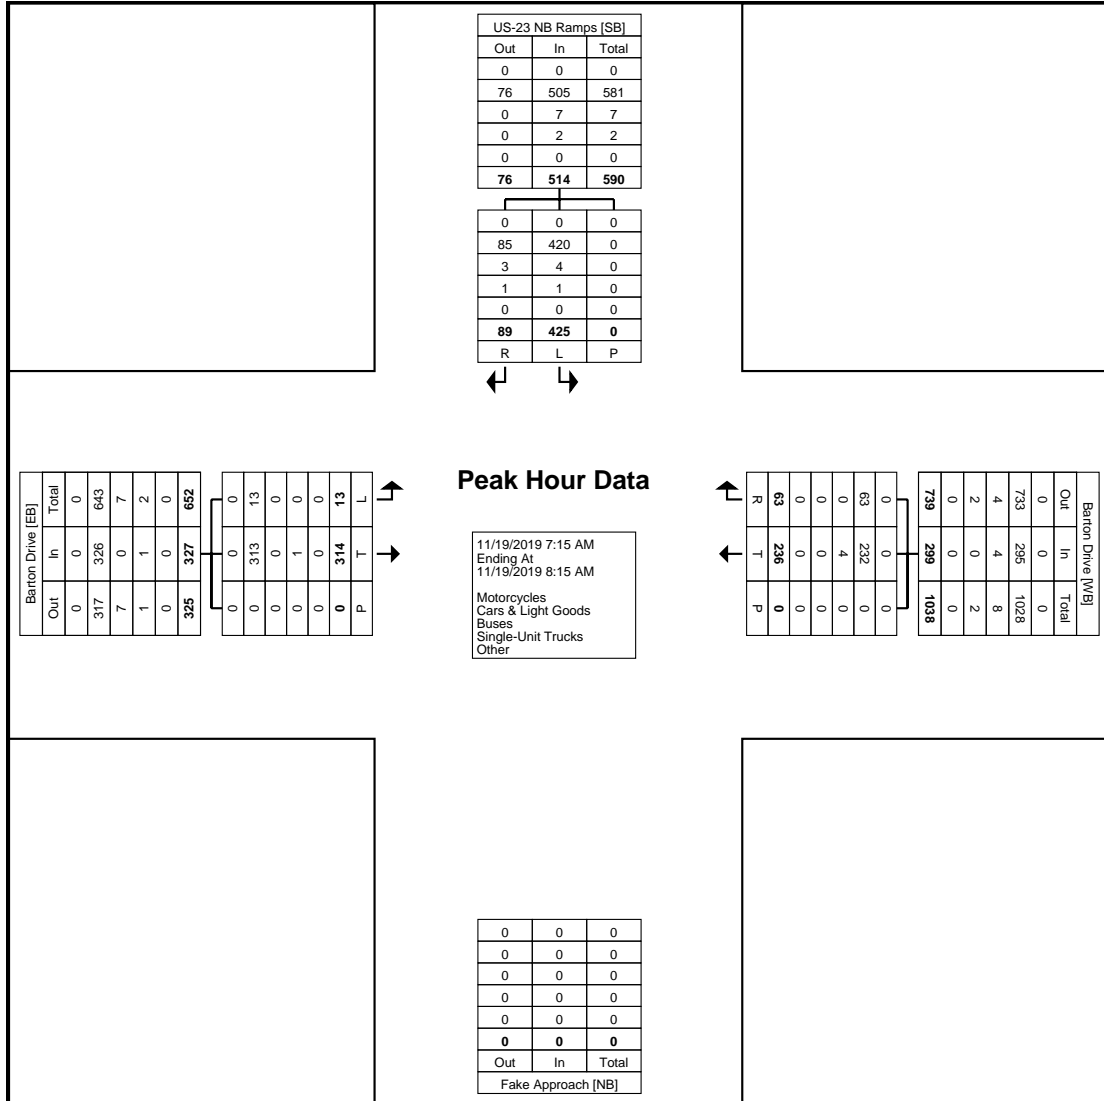 US-23 NB Ramps [SB]
Out In Total
0 0 0
76 505 581
0 7 7
0 2 2
0 0 0
76 514 590
0 0 0
85 420 0
3 4 0
1 1 0
0 0 0
89 425 0
R L P
Barton Drive [EB]
Total In Out
0 0 0
643 326 317
7 0 7
2 1 1
0 0 0
652 327 325
0 0 0
13 313 0
0 0 0
0 1 0
0 0 0
13 314 0
L T P
Peak Hour Data
11/19/2019 7:15 AM
Ending At
11/19/2019 8:15 AM
Motorcycles
Cars & Light Goods
Buses
Single-Unit Trucks
Other
Barton Drive [WB]
Out In Total
0 0 0
733 295 1028
4 4 8
2 0 2
0 0 0
739 299 1038
0 0 0
63 232 0
0 4 0
0 0 0
0 0 0
63 236 0
R T P
0 0 0
0 0 0
0 0 0
0 0 0
0 0 0
0 0 0
Out In Total
Fake Approach [NB]